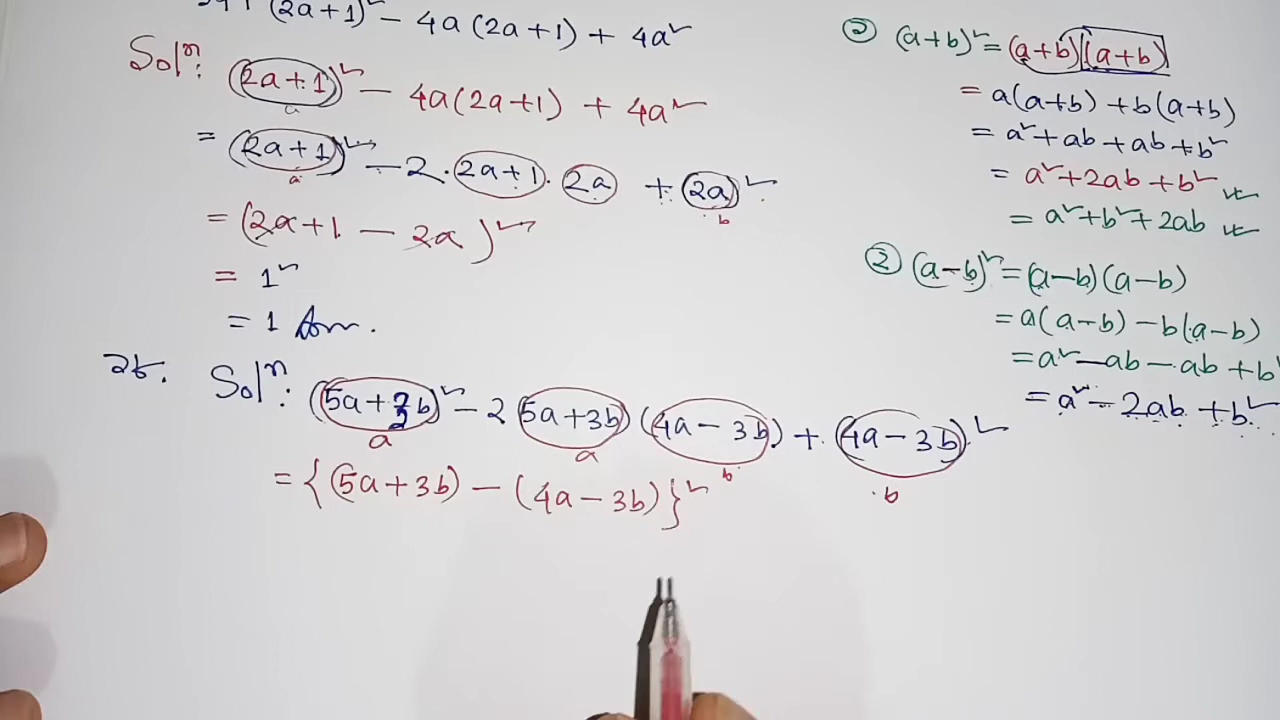 (2a+1)² - 4a(2a+1) + 4a²
Solⁿ: (2a+1)² - 4a(2a+1) + 4a²
a
= (2a+1)² - 2 · 2a+1 · 2a + (2a)²
a b
= (2a+1 - 2a)²
= 1²
= 1 Ans.
২৮. Solⁿ: (5a+3b)² - 2(5a+3b)(4a-3b) + (4a-3b)²
a a b b
= {(5a+3b) - (4a-3b)}²
② (a+b)² = (a+b)(a+b)
= a(a+b) + b(a+b)
= a² + ab + ab + b²
= a² + 2ab + b²
= a² + b² + 2ab
② (a-b)² = (a-b)(a-b)
= a(a-b) - b(a-b)
= a² - ab - ab + b²
= a² - 2ab + b²